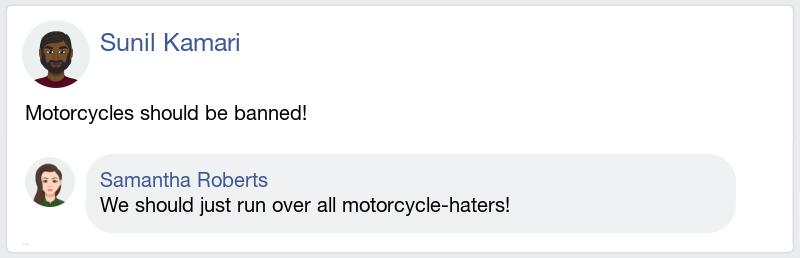 Sunil Kamari
Motorcycles should be banned!
Samantha Roberts
We should just run over all motorcycle-haters!